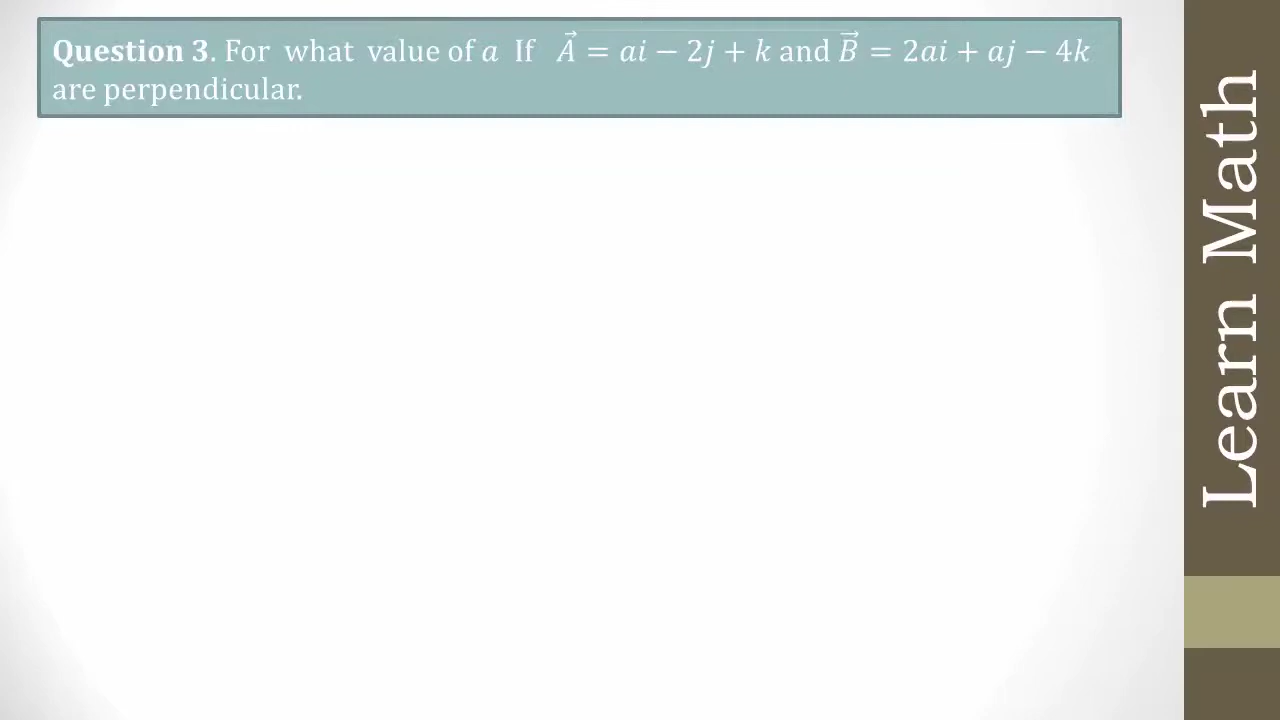 Question 3. For what value of a If A⃗ = ai − 2j + k and B⃗ = 2ai + aj − 4k
are perpendicular.
Learn Math